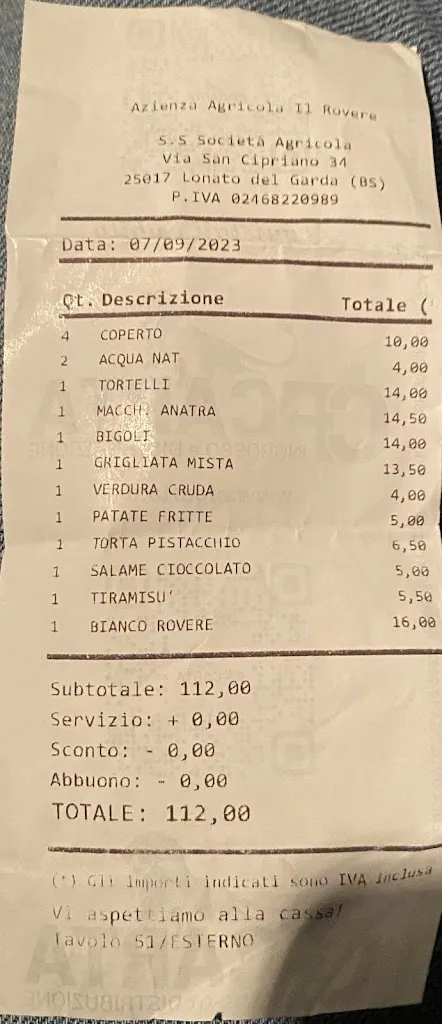 Azienda Agricola Il Rovere
S.S Società Agricola
Via San Cipriano 34
25017 Lonato del Garda (BS)
P.IVA 02468220989
Data: 07/09/2023
Qt. Descrizione Totale (
4 COPERTO 10,00
2 ACQUA NAT 4,00
1 TORTELLI 14,00
1 MACCH. ANATRA 14,50
1 BIGOLI 14,00
1 GRIGLIATA MISTA 13,50
1 VERDURA CRUDA 4,00
1 PATATE FRITTE 5,00
1 TORTA PISTACCHIO 6,50
1 SALAME CIOCCOLATO 5,00
1 TIRAMISU' 5,50
1 BIANCO ROVERE 16,00
Subtotale: 112,00
Servizio: + 0,00
Sconto: - 0,00
Abbuono: - 0,00
TOTALE: 112,00
(*) Gli importi indicati sono IVA inclusa
Vi aspettiamo alla cassa!
Tavolo 51/ESTERNO